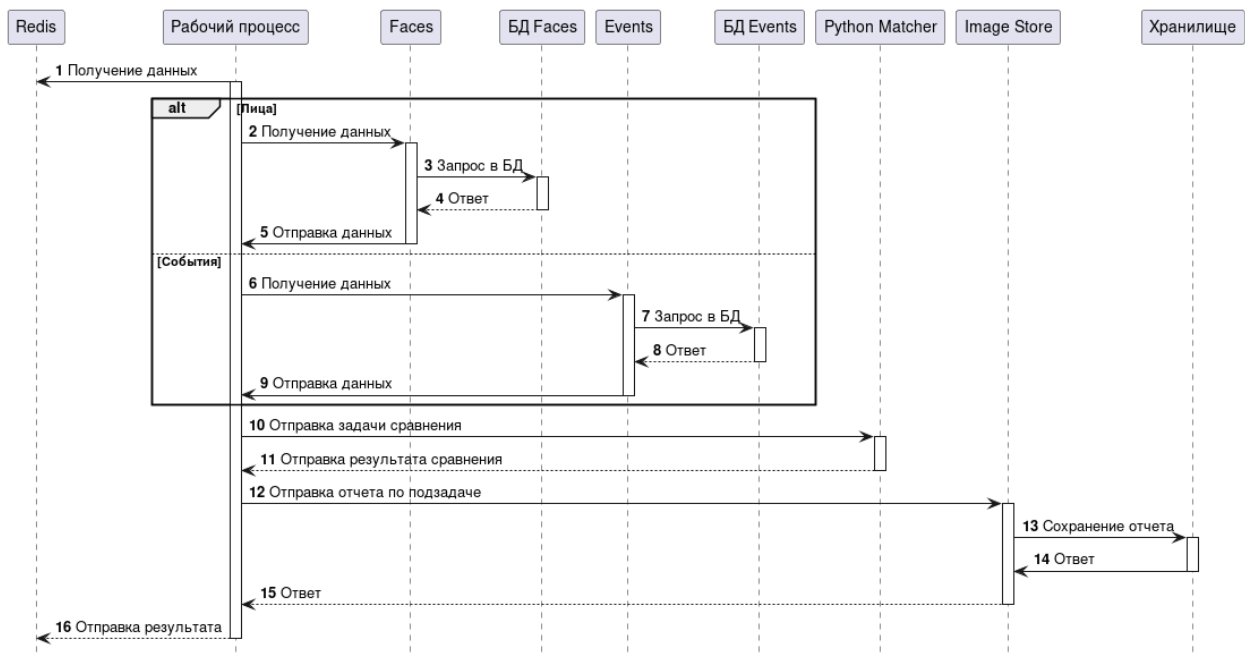 Redis
Рабочий процесс
Faces
БД Faces
Events
БД Events
Python Matcher
Image Store
Хранилище
1 Получение данных
alt
[Лица]
2 Получение данных
3 Запрос в БД
4 Ответ
5 Отправка данных
[События]
6 Получение данных
7 Запрос в БД
8 Ответ
9 Отправка данных
10 Отправка задачи сравнения
11 Отправка результата сравнения
12 Отправка отчета по подзадаче
13 Сохранение отчета
14 Ответ
15 Ответ
16 Отправка результата